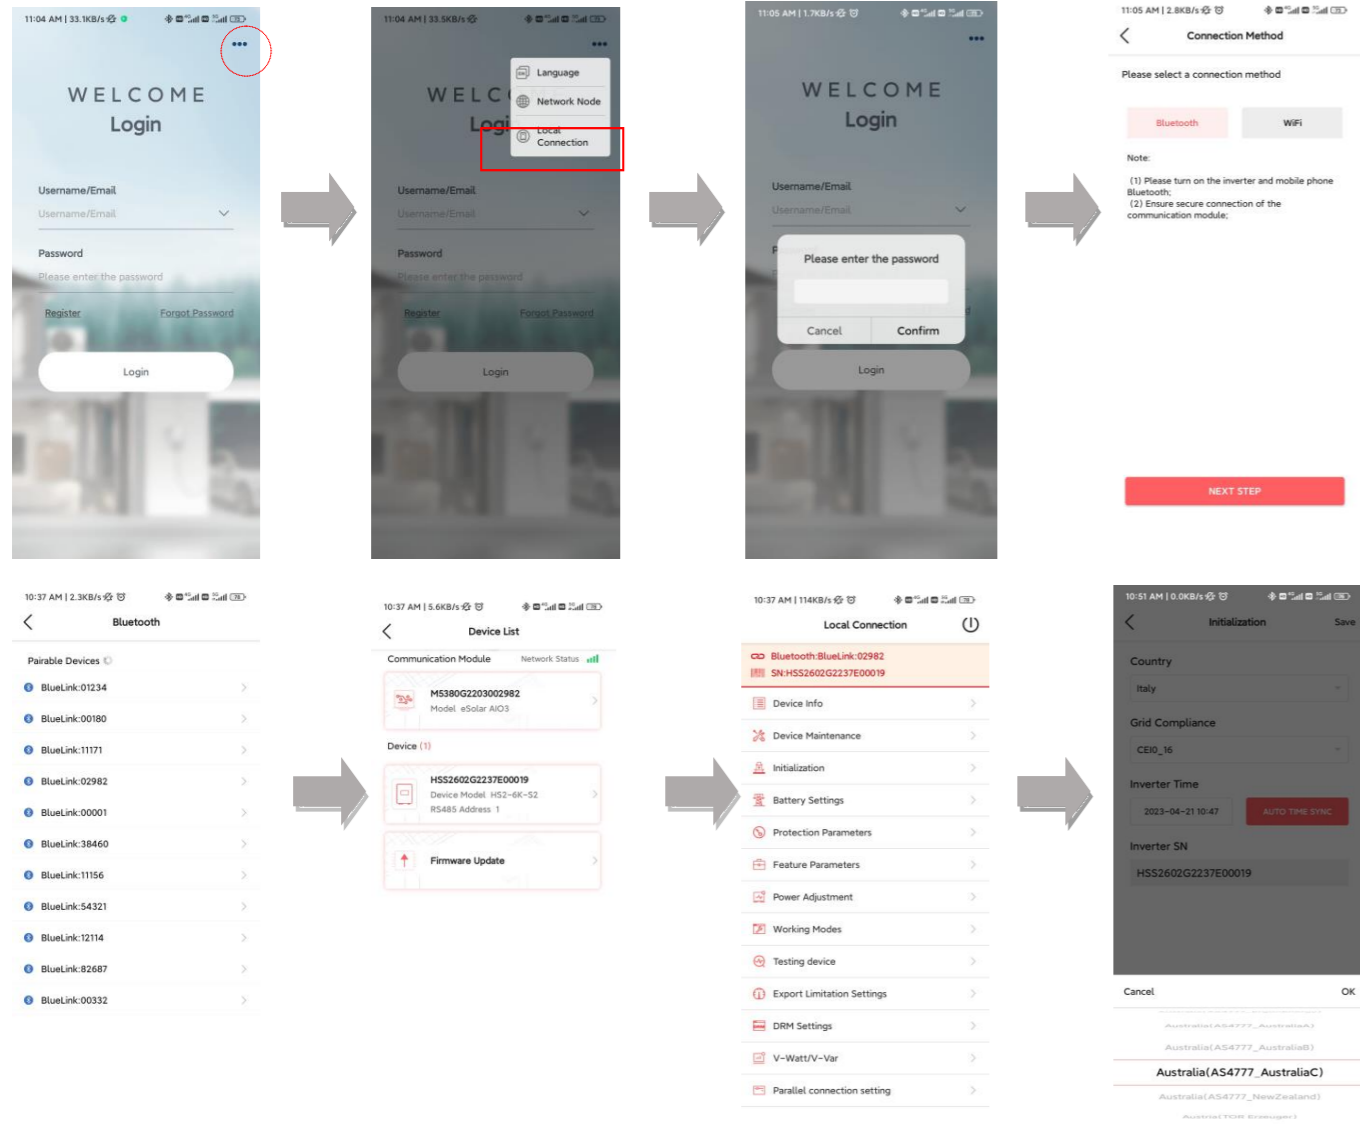 11:04 AM | 33.1KB/s
WELCOME
Login
Username/Email
Username/Email
Password
Please enter the password
Register Forgot Password
Login
11:04 AM | 33.5KB/s
Language
Network Node
Local
Connection
WELC ME
Logi
Username/Email
Username/Email
Password
Please enter the password
Register Forgot Password
Login
11:05 AM | 1.7KB/s
WELCOME
Login
Username/Email
Username/Email
Please enter the password
Cancel Confirm
Login
11:05 AM | 2.8KB/s
Connection Method
Please select a connection method
Bluetooth WiFi
Note:
(1) Please turn on the inverter and mobile phone
Bluetooth;
(2) Ensure secure connection of the
communication module;
NEXT STEP
10:37 AM | 2.3KB/s
Bluetooth
Pairable Devices
BlueLink:01234
BlueLink:00180
BlueLink:11171
BlueLink:02982
BlueLink:00001
BlueLink:38460
BlueLink:11156
BlueLink:54321
BlueLink:12114
BlueLink:82687
BlueLink:00332
10:37 AM | 5.6KB/s
Device List
Communication Module Network Status
M5380G2203002982
Model eSolar AIO3
Device (1)
HSS2602G2237E00019
Device Model HS2-6K-S2
RS485 Address 1
Firmware Update
10:37 AM | 114KB/s
Local Connection
Bluetooth:BlueLink:02982
SN:HSS2602G2237E00019
Device Info
Device Maintenance
Initialization
Battery Settings
Protection Parameters
Feature Parameters
Power Adjustment
Working Modes
Testing device
Export Limitation Settings
DRM Settings
V-Watt/V-Var
Parallel connection setting
10:51 AM | 0.0KB/s
Initialization Save
Country
Italy
Grid Compliance
CEI0_16
Inverter Time
2023-04-21 10:47 AUTO TIME SYNC
Inverter SN
HSS2602G2237E00019
Cancel OK
Australia(AS4777_AustraliaA)
Australia(AS4777_AustraliaB)
Australia(AS4777_AustraliaC)
Australia(AS4777_NewZealand)
Austria(TOR Erzeuger)